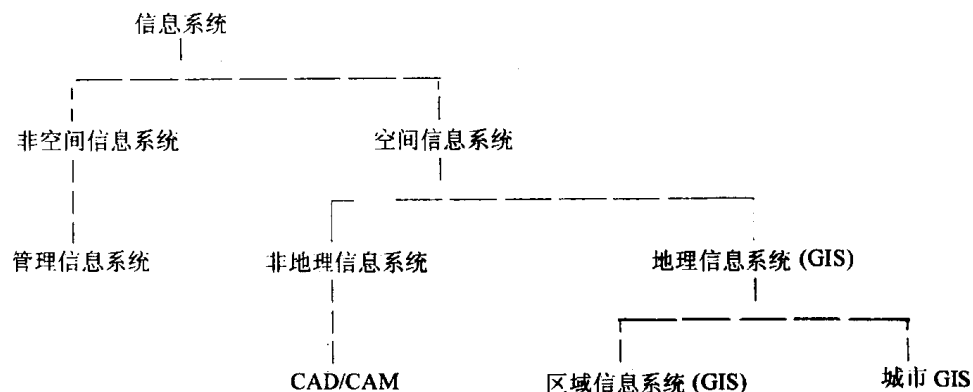 信息系统
非空间信息系统
空间信息系统
管理信息系统
非地理信息系统
地理信息系统 (GIS)
CAD/CAM
区域信息系统 (GIS)
城市 GIS